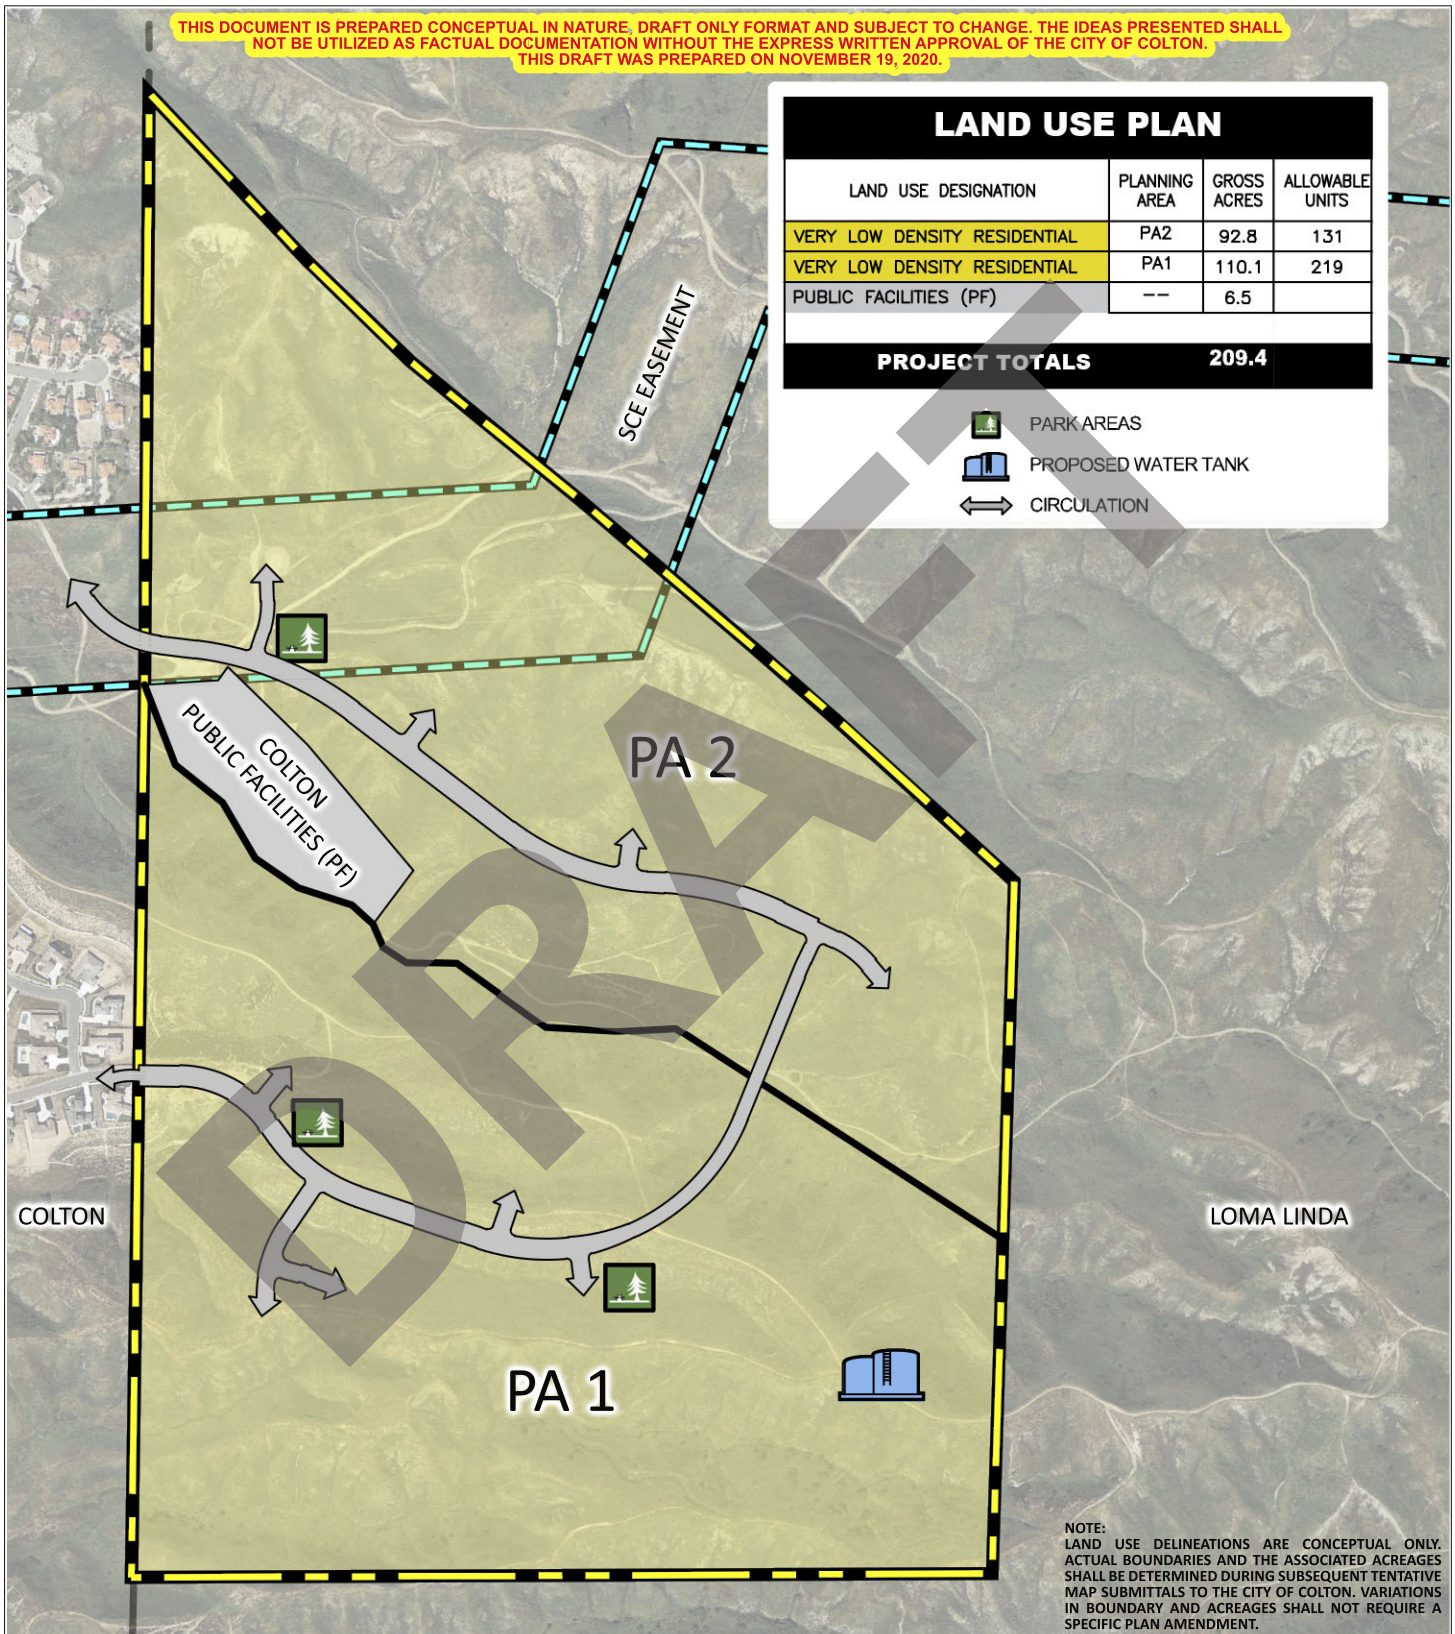 THIS DOCUMENT IS PREPARED CONCEPTUAL IN NATURE, DRAFT ONLY FORMAT AND SUBJECT TO CHANGE. THE IDEAS PRESENTED SHALL
NOT BE UTILIZED AS FACTUAL DOCUMENTATION WITHOUT THE EXPRESS WRITTEN APPROVAL OF THE CITY OF COLTON.
THIS DRAFT WAS PREPARED ON NOVEMBER 19, 2020.
LAND USE PLAN
LAND USE DESIGNATION PLANNING AREA GROSS ACRES ALLOWABLE UNITS
VERY LOW DENSITY RESIDENTIAL PA2 92.8 131
VERY LOW DENSITY RESIDENTIAL PA1 110.1 219
PUBLIC FACILITIES (PF) -- 6.5
PROJECT TOTALS 209.4
PARK AREAS
PROPOSED WATER TANK
CIRCULATION
SCE EASEMENT
COLTON
PUBLIC FACILITIES (PF)
PA 2
DRAFT
COLTON
LOMA LINDA
PA 1
NOTE:
LAND USE DELINEATIONS ARE CONCEPTUAL ONLY.
ACTUAL BOUNDARIES AND THE ASSOCIATED ACREAGES
SHALL BE DETERMINED DURING SUBSEQUENT TENTATIVE
MAP SUBMITTALS TO THE CITY OF COLTON. VARIATIONS
IN BOUNDARY AND ACREAGES SHALL NOT REQUIRE A
SPECIFIC PLAN AMENDMENT.